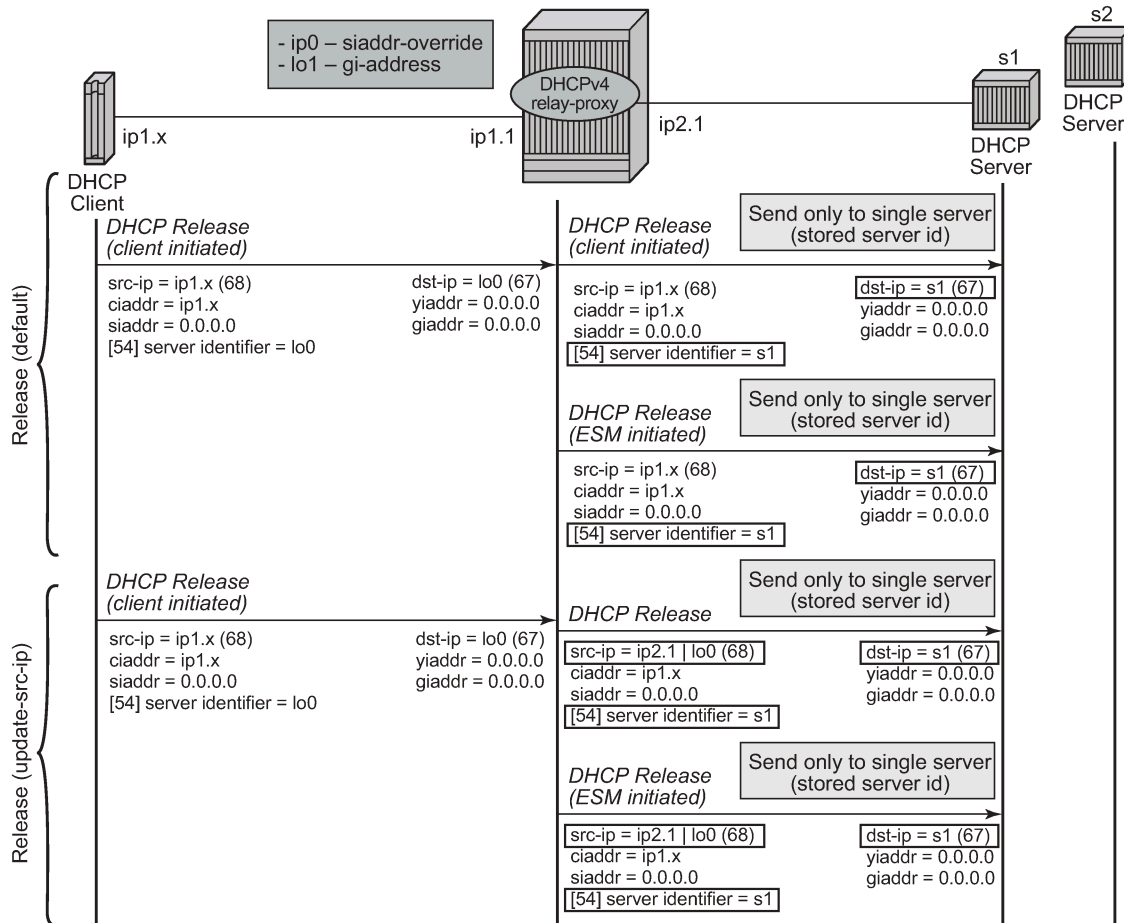 - ip0 – siaddr-override
- lo1 – gi-address
DHCPv4
relay-proxy
s1
s2
DHCP
Server
ip1.x
ip1.1
ip2.1
DHCP
Server
DHCP
Client
Release (default)
DHCP Release
(client initiated)
src-ip = ip1.x (68)
ciaddr = ip1.x
siaddr = 0.0.0.0
[54] server identifier = lo0
dst-ip = lo0 (67)
yiaddr = 0.0.0.0
giaddr = 0.0.0.0
DHCP Release
(client initiated)
Send only to single server
(stored server id)
src-ip = ip1.x (68)
ciaddr = ip1.x
siaddr = 0.0.0.0
[54] server identifier = s1
dst-ip = s1 (67)
yiaddr = 0.0.0.0
giaddr = 0.0.0.0
DHCP Release
(ESM initiated)
Send only to single server
(stored server id)
src-ip = ip1.x (68)
ciaddr = ip1.x
siaddr = 0.0.0.0
[54] server identifier = s1
dst-ip = s1 (67)
yiaddr = 0.0.0.0
giaddr = 0.0.0.0
Release (update-src-ip)
DHCP Release
(client initiated)
src-ip = ip1.x (68)
ciaddr = ip1.x
siaddr = 0.0.0.0
[54] server identifier = lo0
dst-ip = lo0 (67)
yiaddr = 0.0.0.0
giaddr = 0.0.0.0
DHCP Release
Send only to single server
(stored server id)
src-ip = ip2.1 | lo0 (68)
ciaddr = ip1.x
siaddr = 0.0.0.0
[54] server identifier = s1
dst-ip = s1 (67)
yiaddr = 0.0.0.0
giaddr = 0.0.0.0
DHCP Release
(ESM initiated)
Send only to single server
(stored server id)
src-ip = ip2.1 | lo0 (68)
ciaddr = ip1.x
siaddr = 0.0.0.0
[54] server identifier = s1
dst-ip = s1 (67)
yiaddr = 0.0.0.0
giaddr = 0.0.0.0